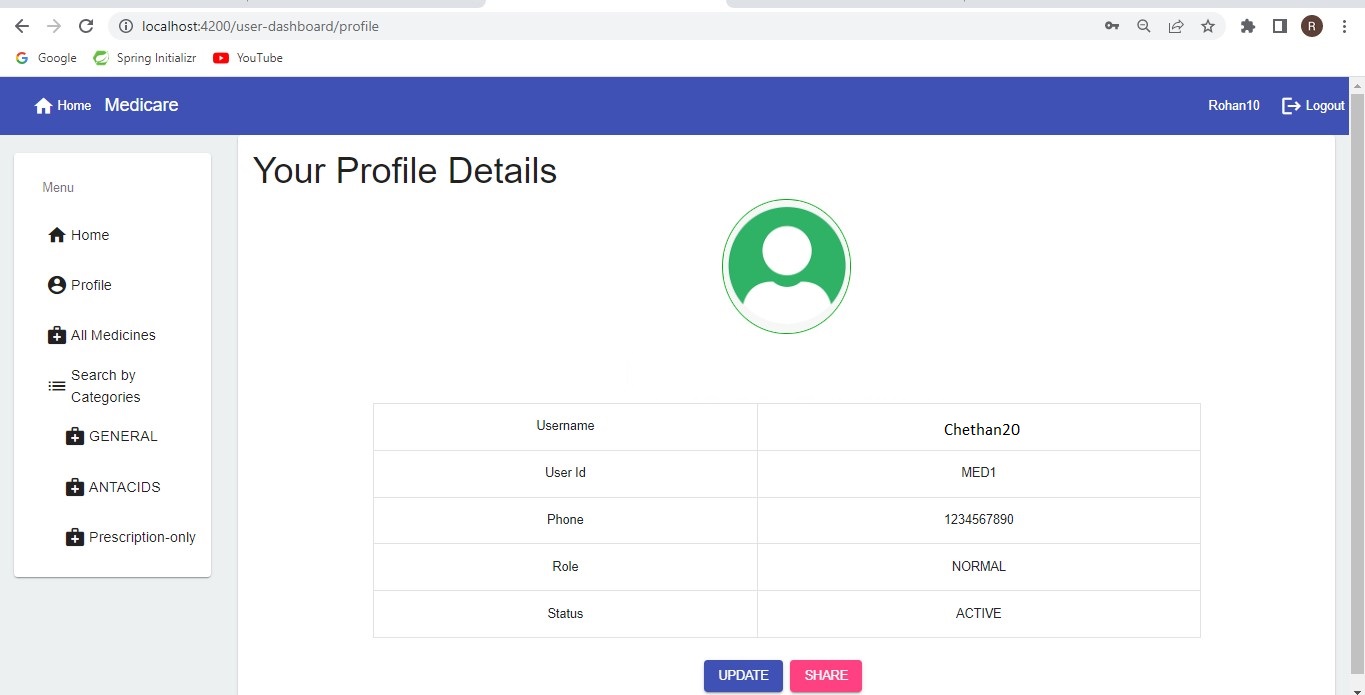 localhost:4200/user-dashboard/profile
R
Google Spring Initializr YouTube
Home Medicare Rohan10 Logout
Menu
Home
Profile
All Medicines
Search by
Categories
GENERAL
ANTACIDS
Prescription-only
Your Profile Details
Username Chethan20
User Id MED1
Phone 1234567890
Role NORMAL
Status ACTIVE
UPDATE SHARE